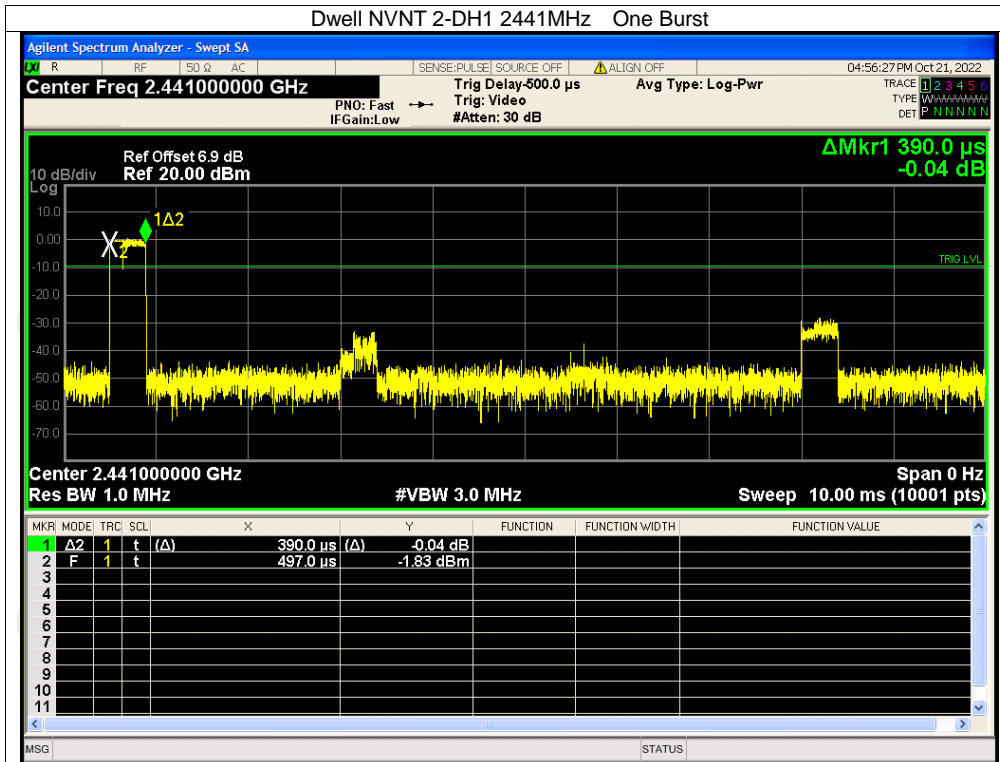 Dwell NVNT 2-DH1 2441MHz One Burst
Agilent Spectrum Analyzer - Swept SA
LXI R RF 50 Ω AC SENSE:PULSE SOURCE OFF ALIGN OFF 04:56:27 PM Oct 21, 2022
Center Freq 2.441000000 GHz
PNO: Fast
IFGain:Low
Trig Delay-500.0 µs
Trig: Video
#Atten: 30 dB
Avg Type: Log-Pwr
TRACE 1 2 3 4 5 6
TYPE WWWWWW
DET P N N N N N
ΔMkr1 390.0 µs
-0.04 dB
Ref Offset 6.9 dB
10 dB/div Ref 20.00 dBm
Log
10.0
0.00
-10.0
-20.0
-30.0
-40.0
-50.0
-60.0
-70.0
1Δ2
2
TRIG LVL
Center 2.441000000 GHz Span 0 Hz
Res BW 1.0 MHz #VBW 3.0 MHz Sweep 10.00 ms (10001 pts)
MKR MODE TRC SCL X Y FUNCTION FUNCTION WIDTH FUNCTION VALUE
1 Δ2 1 t (Δ) 390.0 µs (Δ) -0.04 dB
2 F 1 t 497.0 µs -1.83 dBm
3
4
5
6
7
8
9
10
11
MSG STATUS